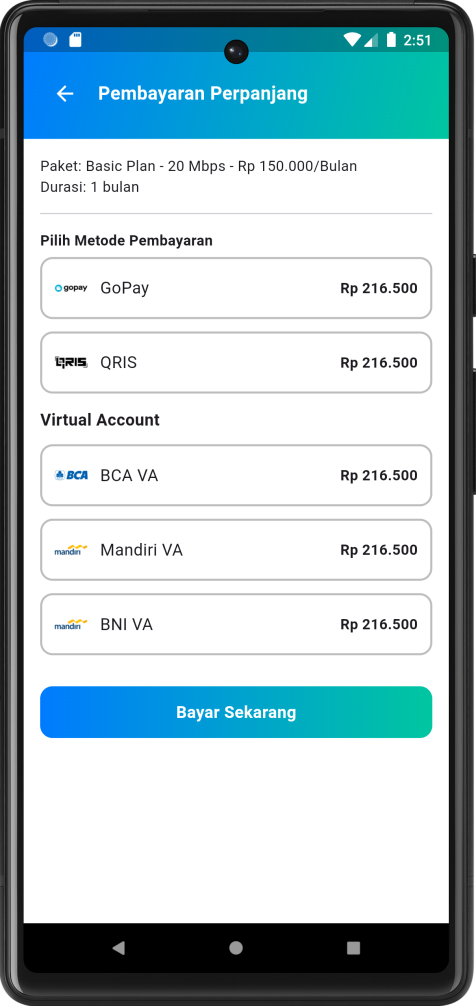 2:51
Pembayaran Perpanjang
Paket: Basic Plan - 20 Mbps - Rp 150.000/Bulan
Durasi: 1 bulan
Pilih Metode Pembayaran
gopay GoPay Rp 216.500
QRIS QRIS Rp 216.500
Virtual Account
BCA BCA VA Rp 216.500
mandiri Mandiri VA Rp 216.500
mandiri BNI VA Rp 216.500
Bayar Sekarang